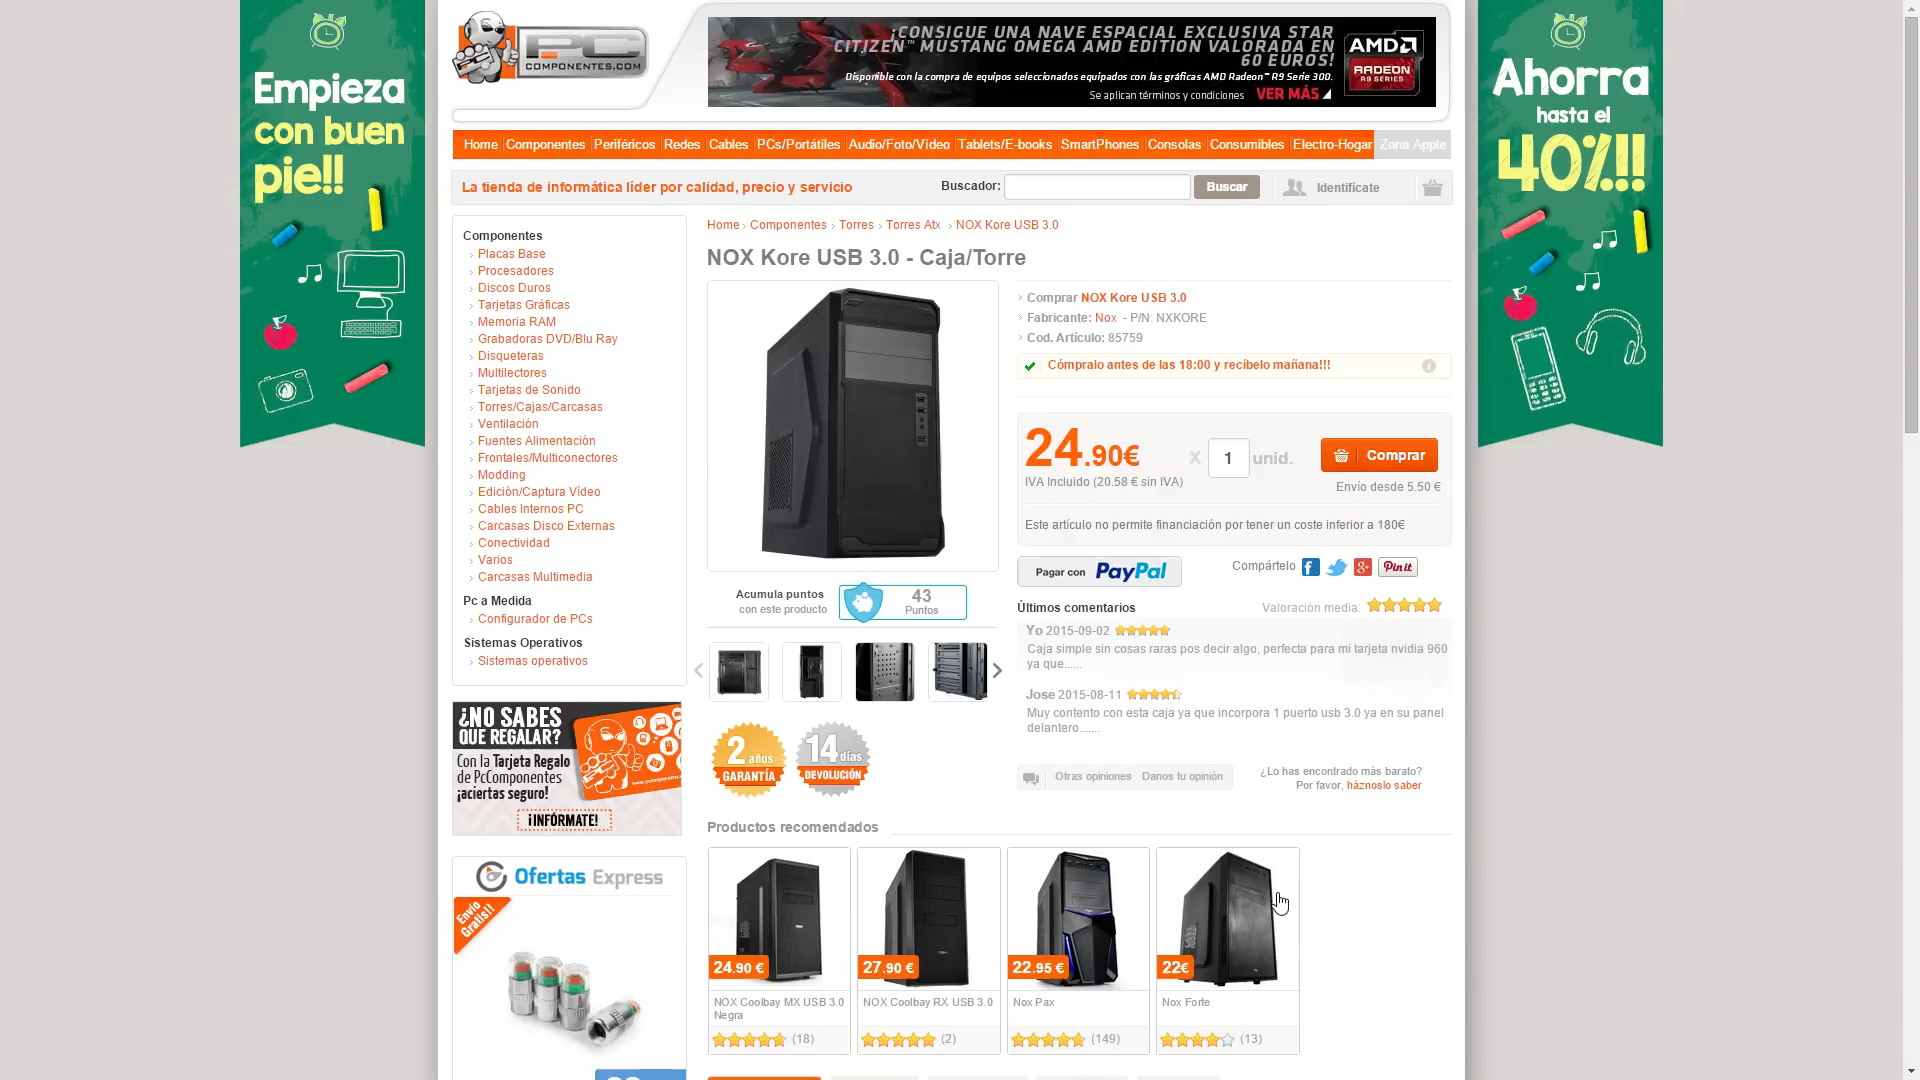 Empieza
con buen
pie!!
PC
COMPONENTES.COM
¡CONSIGUE UNA NAVE ESPACIAL EXCLUSIVA STAR
CITIZEN™ MUSTANG OMEGA AMD EDITION VALORADA EN
60 EUROS!
Disponible con la compra de equipos seleccionados equipados con las gráficas AMD Radeon™ R9 Serie 300.
Se aplican términos y condiciones VER MÁS
AMD
RADEON
R9 SERIES
Ahorra
hasta el
40%!!!
Home Componentes Periféricos Redes Cables PCs/Portátiles Audio/Foto/Vídeo Tablets/E-books SmartPhones Consolas Consumibles Electro-Hogar Zona Apple
La tienda de informática líder por calidad, precio y servicio
Buscador: Buscar Identifícate
Componentes
Placas Base
Procesadores
Discos Duros
Tarjetas Gráficas
Memoria RAM
Grabadoras DVD/Blu Ray
Disqueteras
Multilectores
Tarjetas de Sonido
Torres/Cajas/Carcasas
Ventilación
Fuentes Alimentación
Frontales/Multiconectores
Modding
Edición/Captura Vídeo
Cables Internos PC
Carcasas Disco Externas
Conectividad
Varios
Carcasas Multimedia
Pc a Medida
Configurador de PCs
Sistemas Operativos
Sistemas operativos
¿NO SABES
QUE REGALAR?
Con la Tarjeta Regalo
de PcComponentes
¡aciertas seguro!
¡INFÓRMATE!
Ofertas Express
Envío
Gratis!!
Home › Componentes › Torres › Torres Atx › NOX Kore USB 3.0
NOX Kore USB 3.0 - Caja/Torre
Comprar NOX Kore USB 3.0
Fabricante: Nox - P/N: NXKORE
Cod. Artículo: 85759
Cómpralo antes de las 18:00 y recíbelo mañana!!!
24.90€ X 1 unid. Comprar
IVA Incluido (20.58 € sin IVA)
Envío desde 5.50 €
Este artículo no permite financiación por tener un coste inferior a 180€
Pagar con PayPal
Compártelo Pin it
Acumula puntos
con este producto
43
Puntos
2 años
GARANTÍA
14 días
DEVOLUCIÓN
Últimos comentarios
Valoración media:
Yo 2015-09-02
Caja simple sin cosas raras pos decir algo, perfecta para mi tarjeta nvidia 960
ya que......
Jose 2015-08-11
Muy contento con esta caja ya que incorpora 1 puerto usb 3.0 ya en su panel
delantero.......
Otras opiniones Danos tu opinión
¿Lo has encontrado más barato?
Por favor, háznoslo saber
Productos recomendados
24.90 €
NOX Coolbay MX USB 3.0
Negra
(18)
27.90 €
NOX Coolbay RX USB 3.0
(2)
22.95 €
Nox Pax
(149)
22€
Nox Forte
(13)